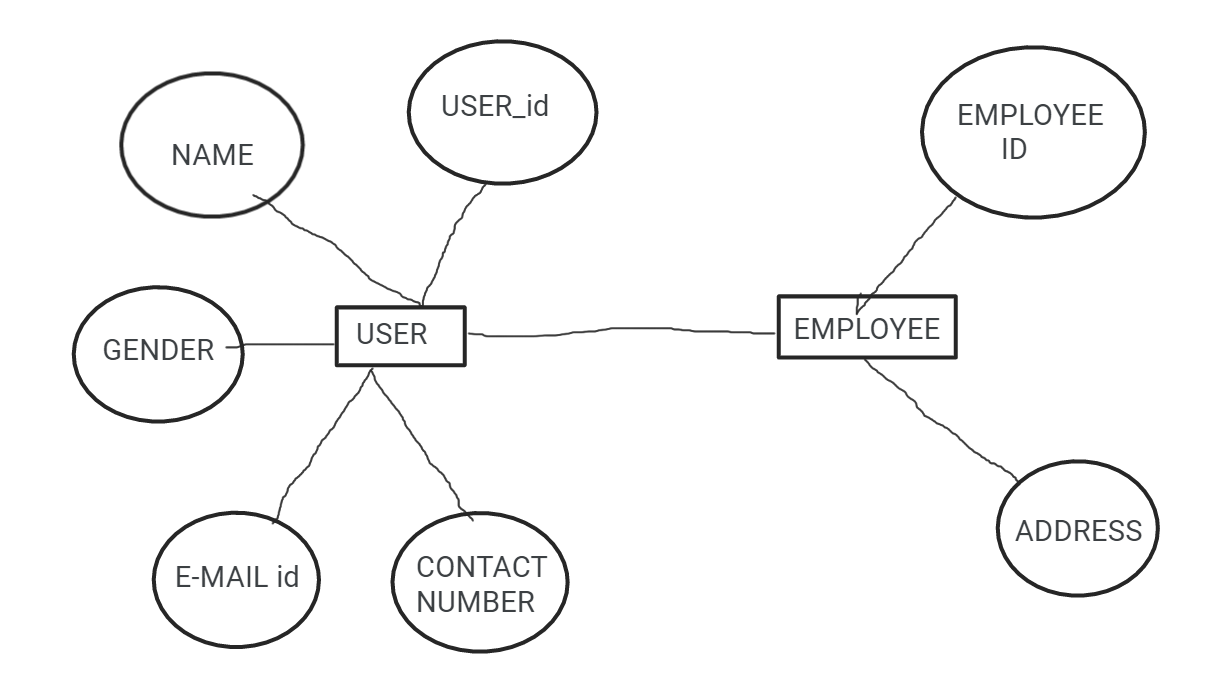 USER_id
NAME
EMPLOYEE
ID
USER
EMPLOYEE
GENDER
E-MAIL id
CONTACT
NUMBER
ADDRESS